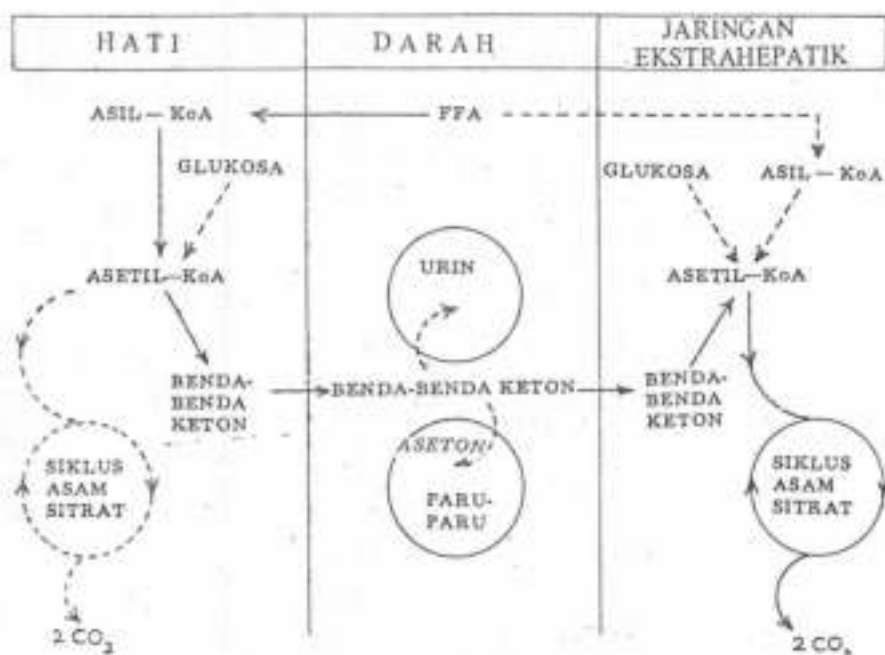 HATI
DARAH
JARINGAN
EKSTRAHEPATIK
ASIL — KoA
FFA
GLUKOSA
GLUKOSA
ASIL — KoA
ASETIL—KoA
URIN
ASETIL—KoA
BENDA-
BENDA
KETON
BENDA-BENDA KETON
BENDA-
BENDA
KETON
ASETON
SIKLUS
ASAM
SITRAT
PARU-
PARU
SIKLUS
ASAM
SITRAT
2 CO₂
2 CO₂